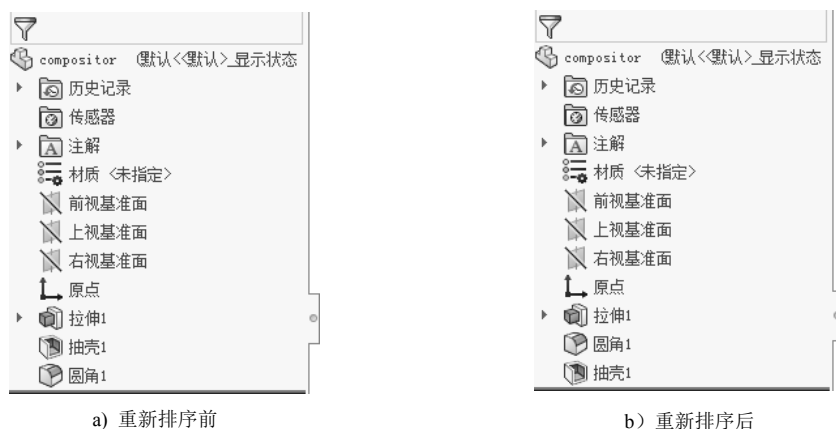 compositor (默认<<默认>_显示状态
历史记录
传感器
A 注解
材质 <未指定>
前视基准面
上视基准面
右视基准面
原点
拉伸1
抽壳1
圆角1
a) 重新排序前
compositor (默认<<默认>_显示状态
历史记录
传感器
A 注解
材质 <未指定>
前视基准面
上视基准面
右视基准面
原点
拉伸1
圆角1
抽壳1
b）重新排序后